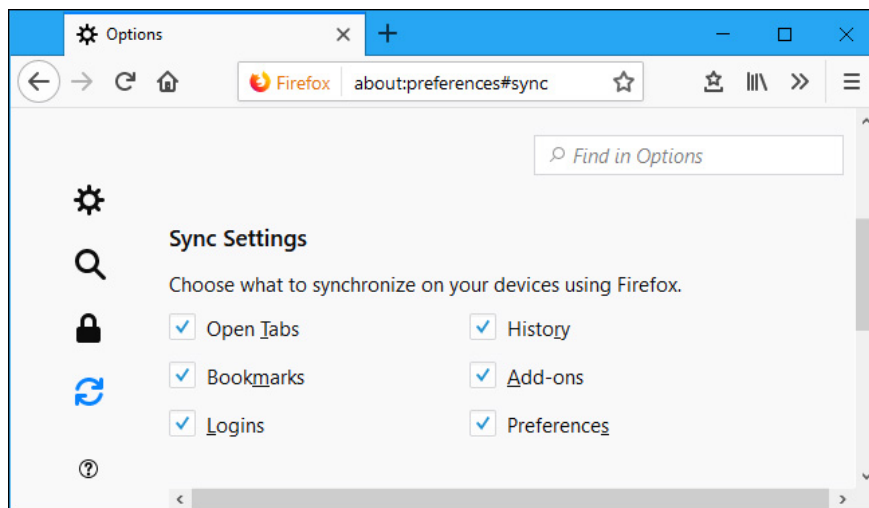 Options
Firefox about:preferences#sync
Find in Options
Sync Settings
Choose what to synchronize on your devices using Firefox.
Open Tabs History
Bookmarks Add-ons
Logins Preferences